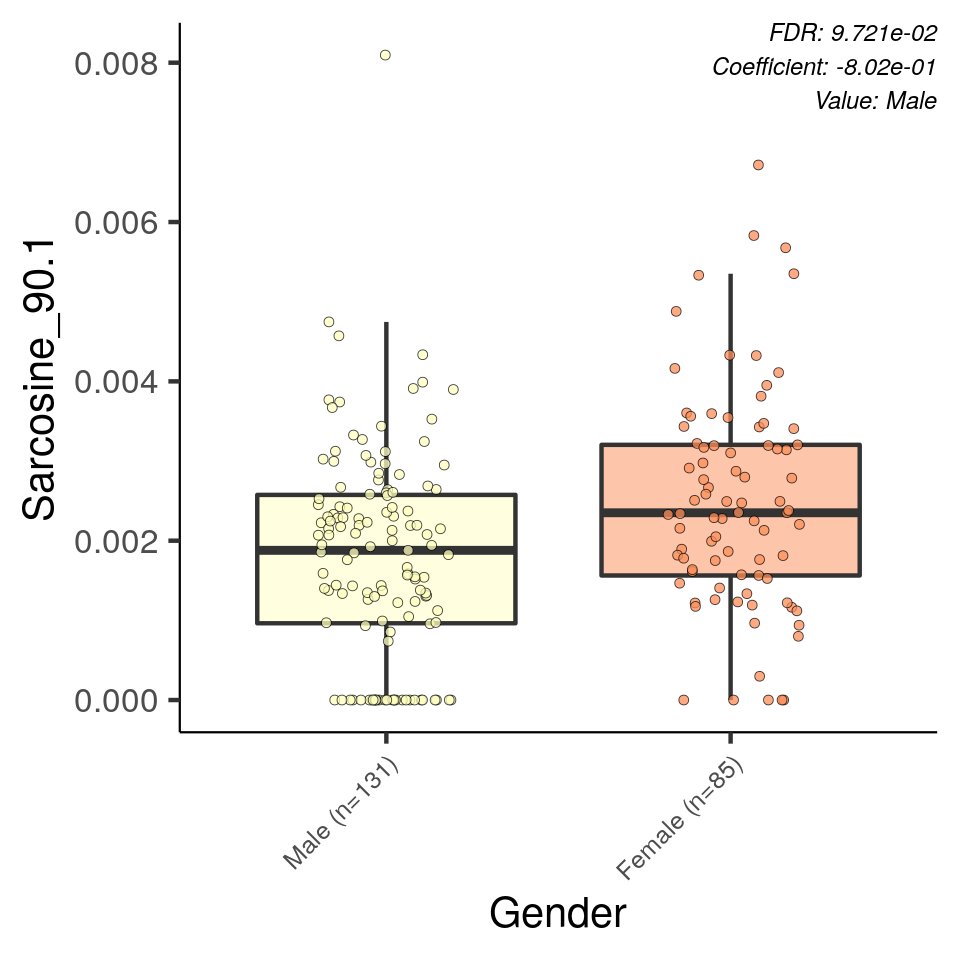 FDR: 9.721e-02
Coefficient: -8.02e-01
Value: Male
0.008
0.006
0.004
0.002
0.000
Sarcosine_90.1
Male (n=131)
Female (n=85)
Gender